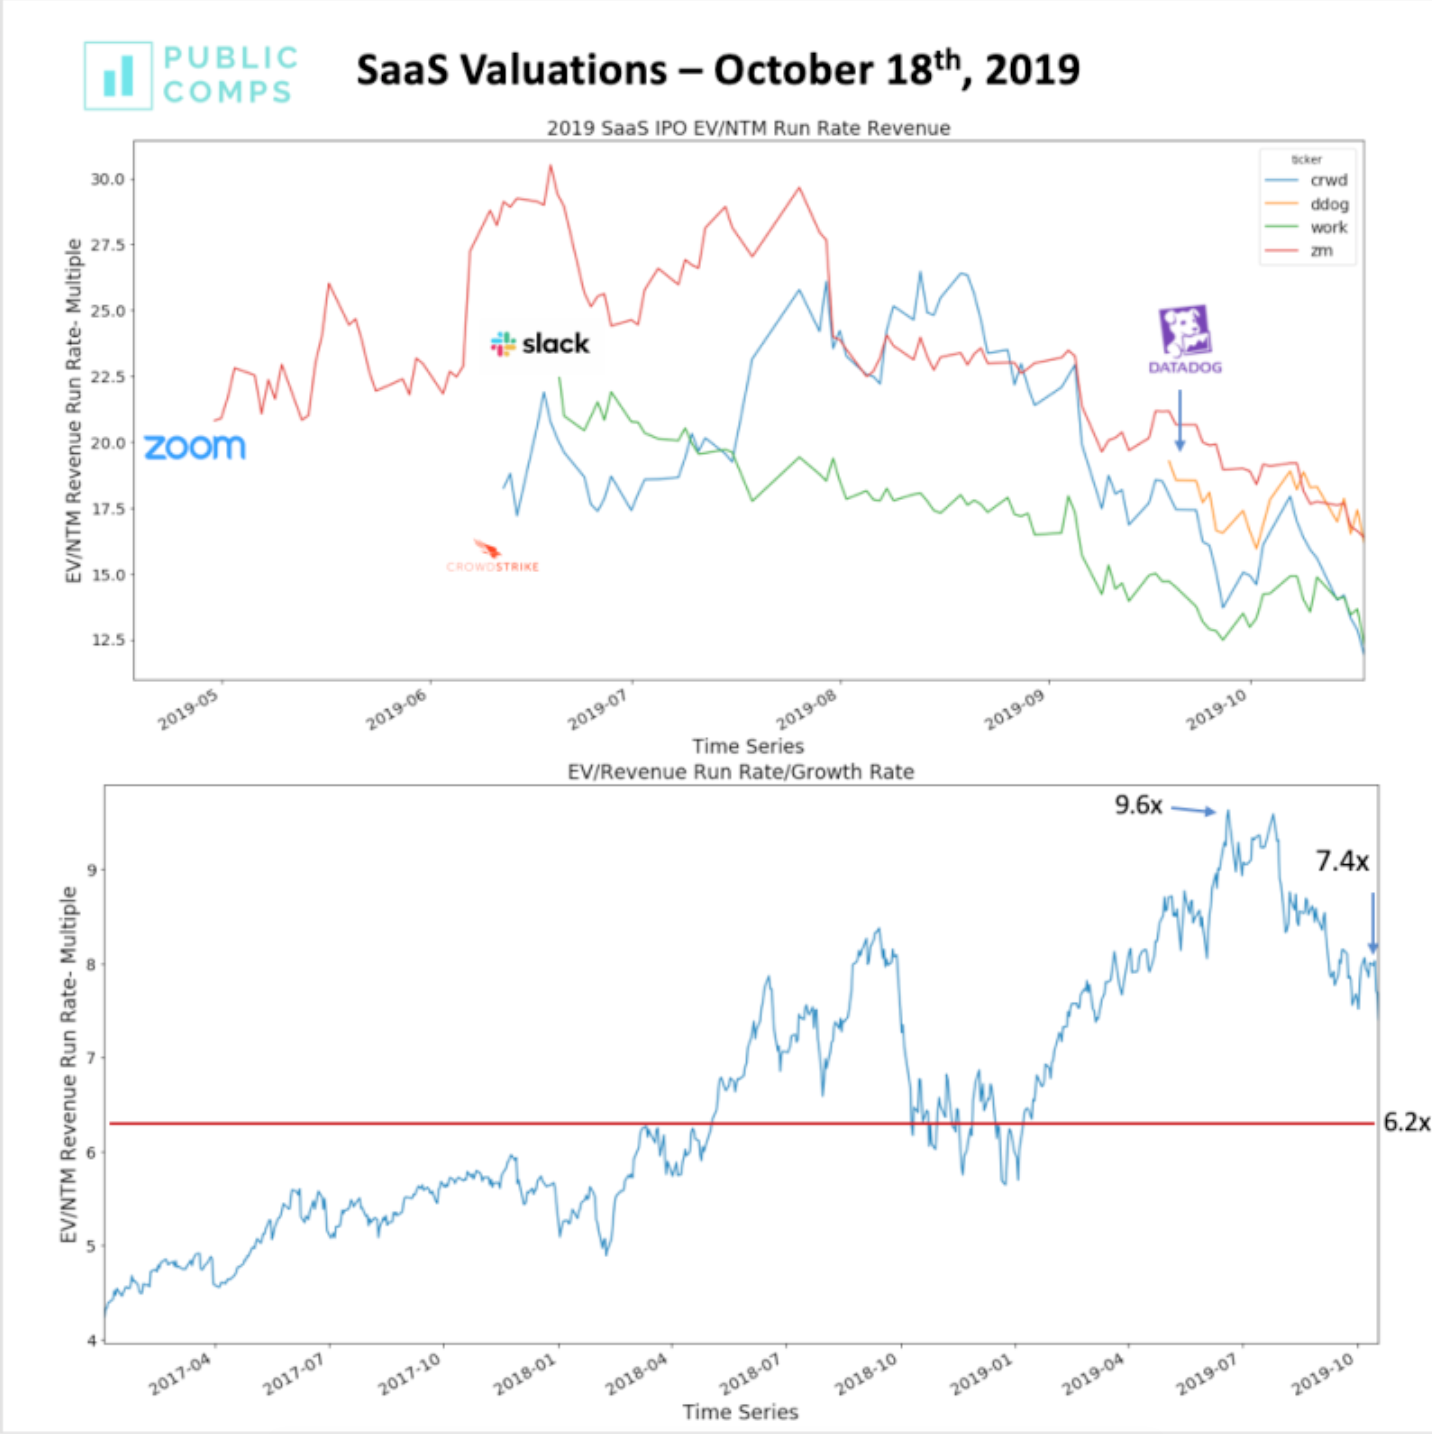 PUBLIC
COMPS
SaaS Valuations – October 18th, 2019
2019 SaaS IPO EV/NTM Run Rate Revenue
EV/NTM Revenue Run Rate- Multiple
30.0
27.5
25.0
22.5
20.0
17.5
15.0
12.5
ticker
crwd
ddog
work
zm
zoom
slack
CROWDSTRIKE
DATADOG
2019-05
2019-06
2019-07
2019-08
2019-09
2019-10
Time Series
EV/Revenue Run Rate/Growth Rate
EV/NTM Revenue Run Rate- Multiple
9
8
7
6
5
4
9.6x
7.4x
6.2x
2017-04
2017-07
2017-10
2018-01
2018-04
2018-07
2018-10
2019-01
2019-04
2019-07
2019-10
Time Series